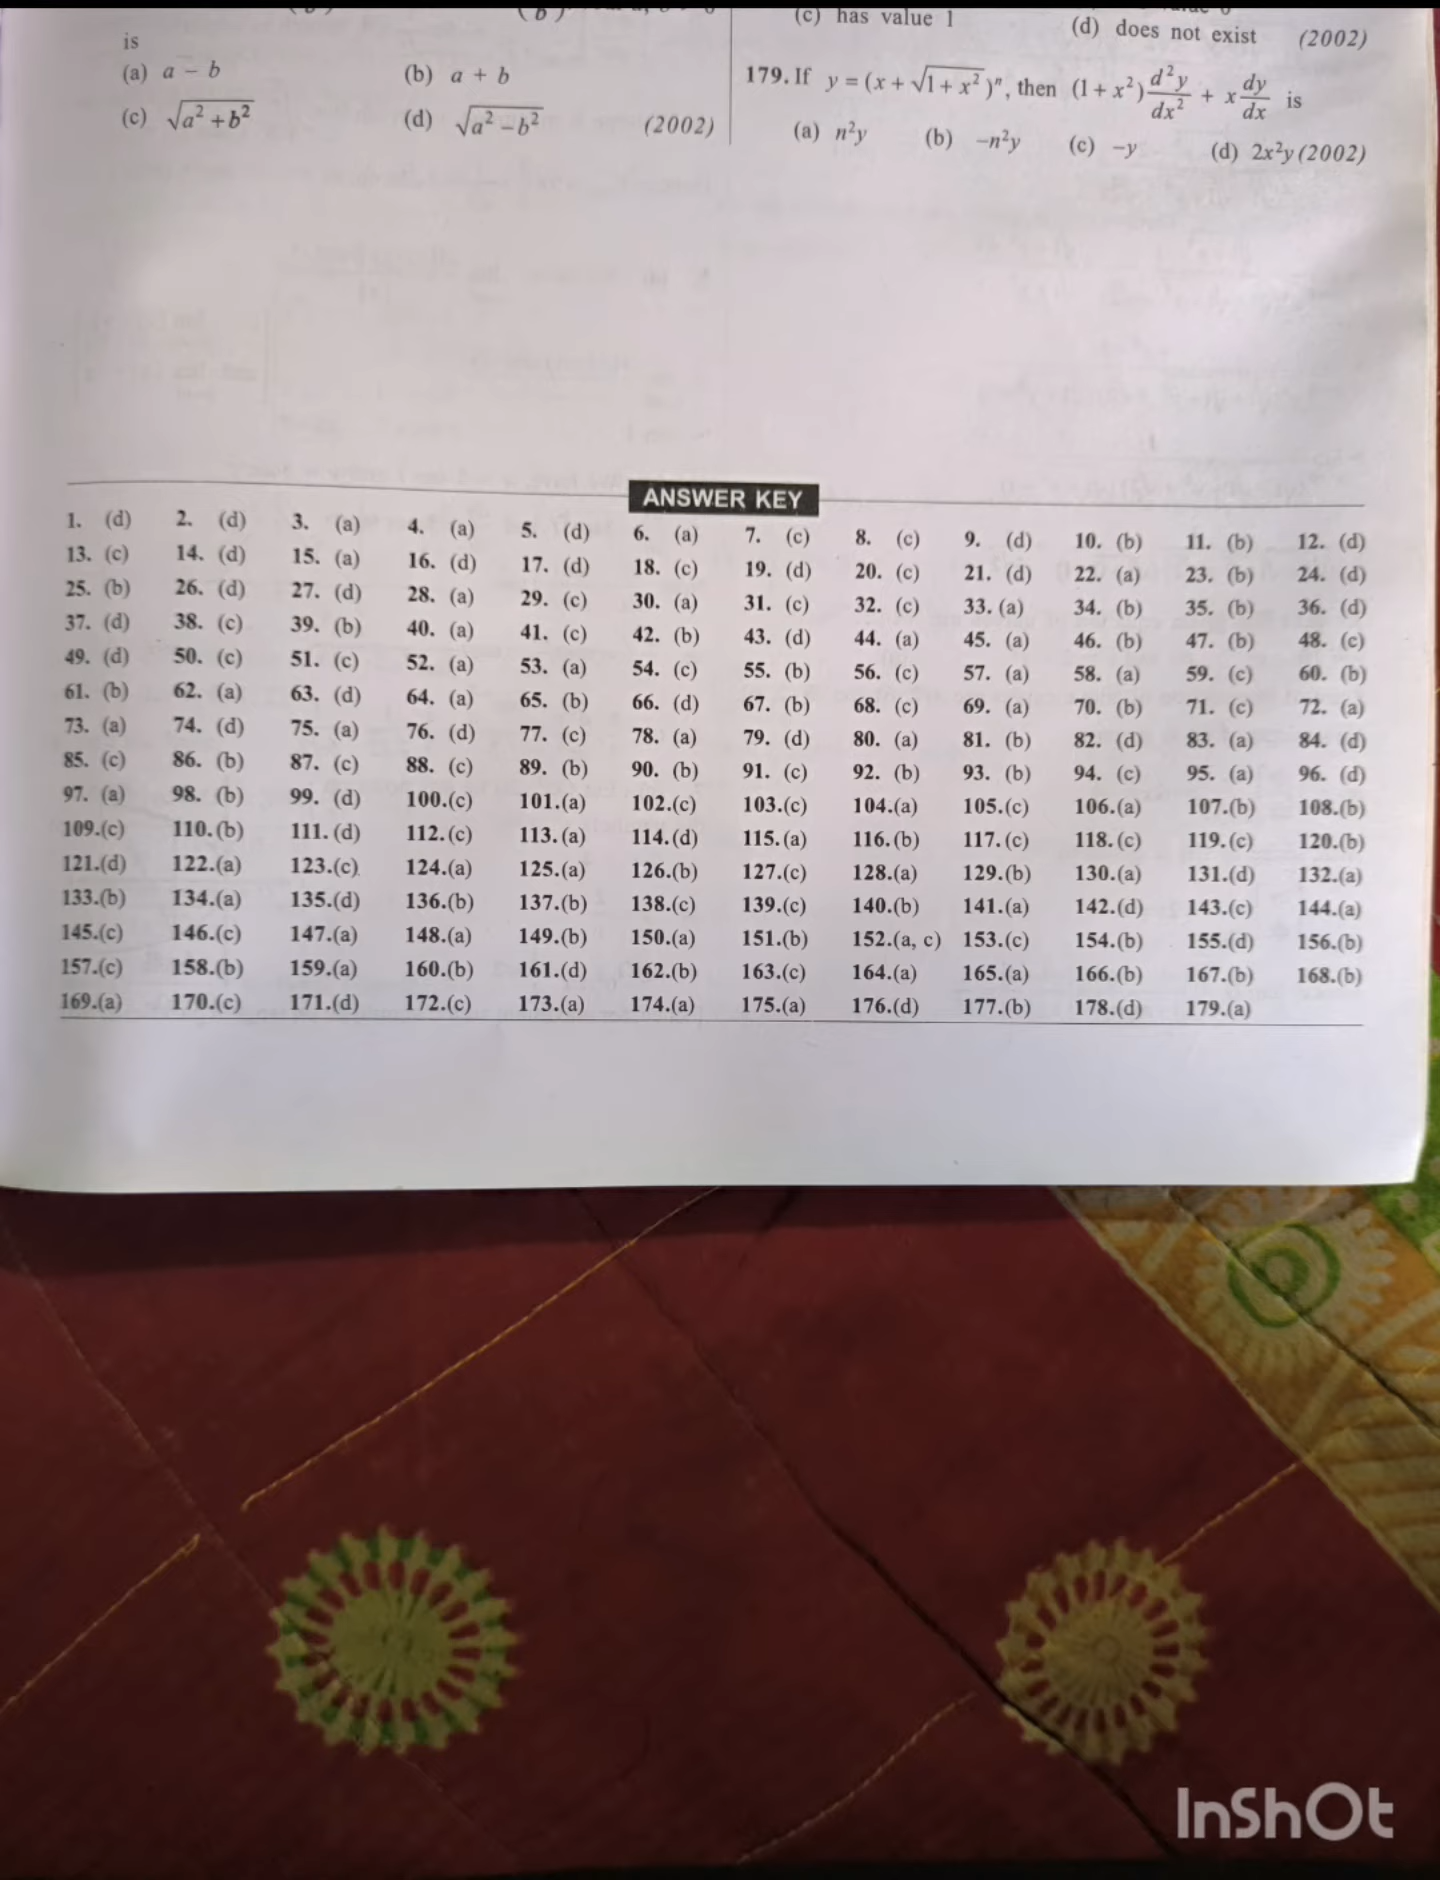 is
(a) a − b (b) a + b
(c) √(a² + b²) (d) √(a² − b²) (2002)
(c) has value 1 (d) does not exist (2002)
179. If y = (x + √(1 + x²))ⁿ, then (1 + x²) d²y/dx² + x dy/dx is
(a) n²y (b) −n²y (c) −y (d) 2x²y (2002)
ANSWER KEY
1. (d) 2. (d) 3. (a) 4. (a) 5. (d) 6. (a) 7. (c) 8. (c) 9. (d) 10. (b) 11. (b) 12. (d)
13. (c) 14. (d) 15. (a) 16. (d) 17. (d) 18. (c) 19. (d) 20. (c) 21. (d) 22. (a) 23. (b) 24. (d)
25. (b) 26. (d) 27. (d) 28. (a) 29. (c) 30. (a) 31. (c) 32. (c) 33. (a) 34. (b) 35. (b) 36. (d)
37. (d) 38. (c) 39. (b) 40. (a) 41. (c) 42. (b) 43. (d) 44. (a) 45. (a) 46. (b) 47. (b) 48. (c)
49. (d) 50. (c) 51. (c) 52. (a) 53. (a) 54. (c) 55. (b) 56. (c) 57. (a) 58. (a) 59. (c) 60. (b)
61. (b) 62. (a) 63. (d) 64. (a) 65. (b) 66. (d) 67. (b) 68. (c) 69. (a) 70. (b) 71. (c) 72. (a)
73. (a) 74. (d) 75. (a) 76. (d) 77. (c) 78. (a) 79. (d) 80. (a) 81. (b) 82. (d) 83. (a) 84. (d)
85. (c) 86. (b) 87. (c) 88. (c) 89. (b) 90. (b) 91. (c) 92. (b) 93. (b) 94. (c) 95. (a) 96. (d)
97. (a) 98. (b) 99. (d) 100.(c) 101.(a) 102.(c) 103.(c) 104.(a) 105.(c) 106.(a) 107.(b) 108.(b)
109.(c) 110.(b) 111.(d) 112.(c) 113.(a) 114.(d) 115.(a) 116.(b) 117.(c) 118.(c) 119.(c) 120.(b)
121.(d) 122.(a) 123.(c) 124.(a) 125.(a) 126.(b) 127.(c) 128.(a) 129.(b) 130.(a) 131.(d) 132.(a)
133.(b) 134.(a) 135.(d) 136.(b) 137.(b) 138.(c) 139.(c) 140.(b) 141.(a) 142.(d) 143.(c) 144.(a)
145.(c) 146.(c) 147.(a) 148.(a) 149.(b) 150.(a) 151.(b) 152.(a, c) 153.(c) 154.(b) 155.(d) 156.(b)
157.(c) 158.(b) 159.(a) 160.(b) 161.(d) 162.(b) 163.(c) 164.(a) 165.(a) 166.(b) 167.(b) 168.(b)
169.(a) 170.(c) 171.(d) 172.(c) 173.(a) 174.(a) 175.(a) 176.(d) 177.(b) 178.(d) 179.(a)
InShOt